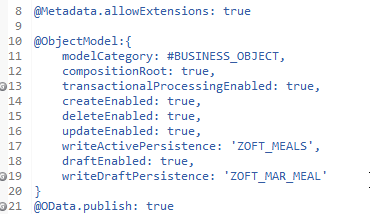 8 @Metadata.allowExtensions: true
9
10 @ObjectModel:{
11 modelCategory: #BUSINESS_OBJECT,
12 compositionRoot: true,
13 transactionalProcessingEnabled: true,
14 createEnabled: true,
15 deleteEnabled: true,
16 updateEnabled: true,
17 writeActivePersistence: 'ZOFT_MEALS',
18 draftEnabled: true,
19 writeDraftPersistence: 'ZOFT_MAR_MEAL'
20 }
21 @OData.publish: true